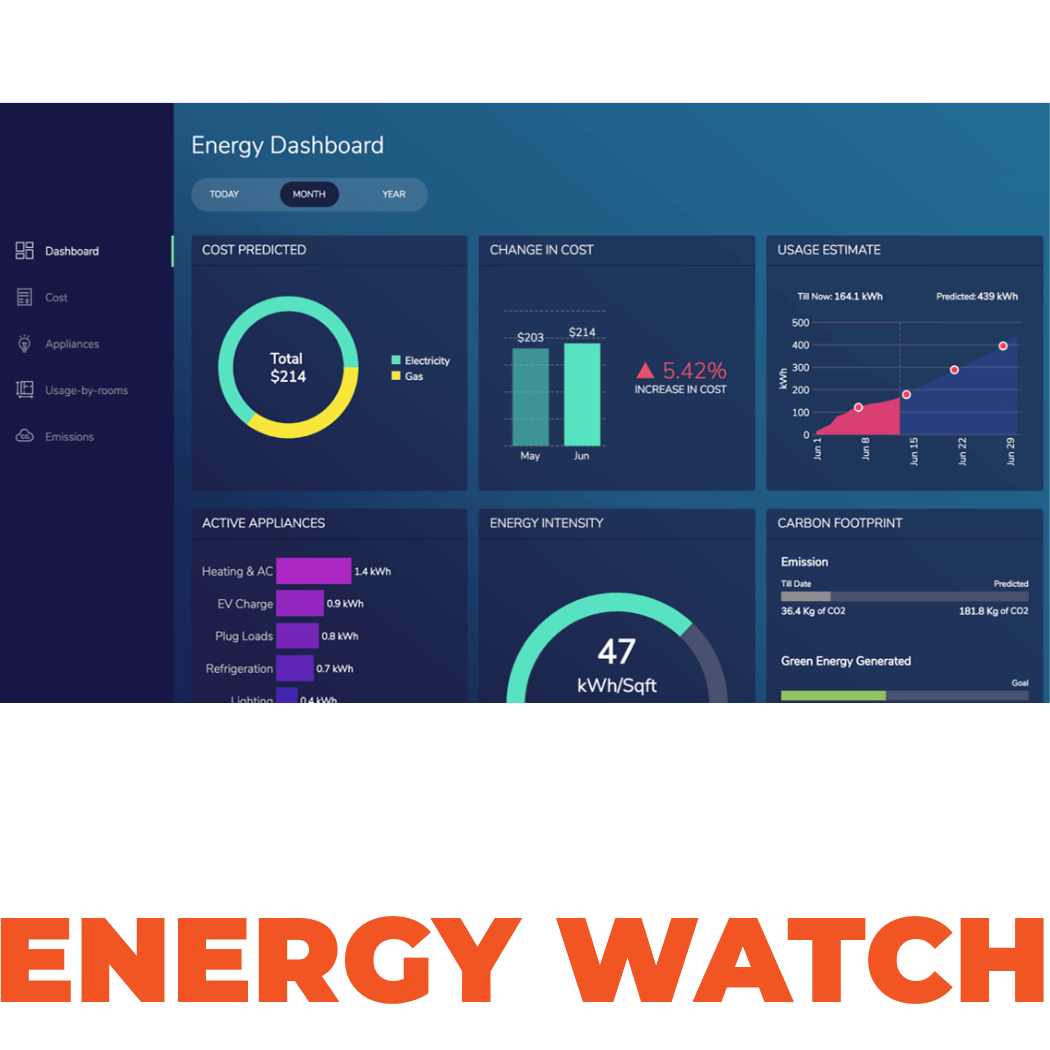 Energy Dashboard
TODAY MONTH YEAR
Dashboard
Cost
Appliances
Usage-by-rooms
Emissions
COST PREDICTED
Total
$214
Electricity
Gas
CHANGE IN COST
$203 $214
5.42%
INCREASE IN COST
May Jun
USAGE ESTIMATE
Till Now: 164.1 kWh Predicted: 439 kWh
500
400
300
200
100
0
kWh
Jun 1 Jun 8 Jun 15 Jun 22 Jun 29
ACTIVE APPLIANCES
Heating & AC 1.4 kWh
EV Charge 0.9 kWh
Plug Loads 0.8 kWh
Refrigeration 0.7 kWh
Lighting 0.4 kWh
ENERGY INTENSITY
47
kWh/Sqft
CARBON FOOTPRINT
Emission
Till Date Predicted
36.4 Kg of CO2 181.8 Kg of CO2
Green Energy Generated
Goal
ENERGY WATCH